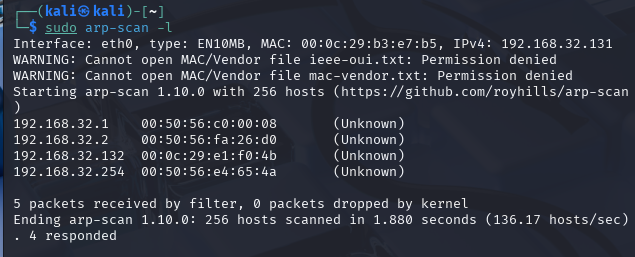 ┌──(kali㉿kali)-[~]
└─$ sudo arp-scan -l
Interface: eth0, type: EN10MB, MAC: 00:0c:29:b3:e7:b5, IPv4: 192.168.32.131
WARNING: Cannot open MAC/Vendor file ieee-oui.txt: Permission denied
WARNING: Cannot open MAC/Vendor file mac-vendor.txt: Permission denied
Starting arp-scan 1.10.0 with 256 hosts (https://github.com/royhills/arp-scan
)
192.168.32.1 00:50:56:c0:00:08 (Unknown)
192.168.32.2 00:50:56:fa:26:d0 (Unknown)
192.168.32.132 00:0c:29:e1:f0:4b (Unknown)
192.168.32.254 00:50:56:e4:65:4a (Unknown)
5 packets received by filter, 0 packets dropped by kernel
Ending arp-scan 1.10.0: 256 hosts scanned in 1.880 seconds (136.17 hosts/sec)
. 4 responded